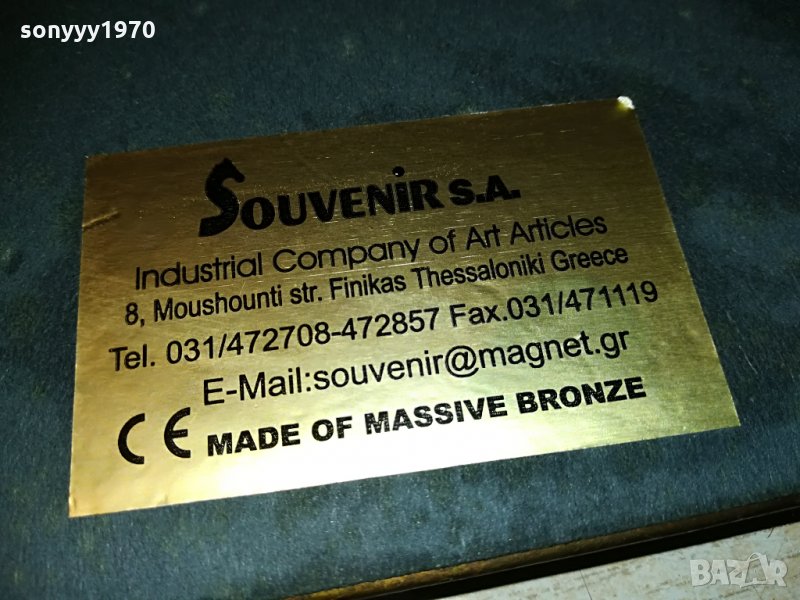 sonyyy1970
SOUVENIR S.A.
Industrial Company of Art Articles
8, Moushounti str. Finikas Thessaloniki Greece
Tel. 031/472708-472857 Fax.031/471119
E-Mail:souvenir@magnet.gr
CE MADE OF MASSIVE BRONZE
BAZAR